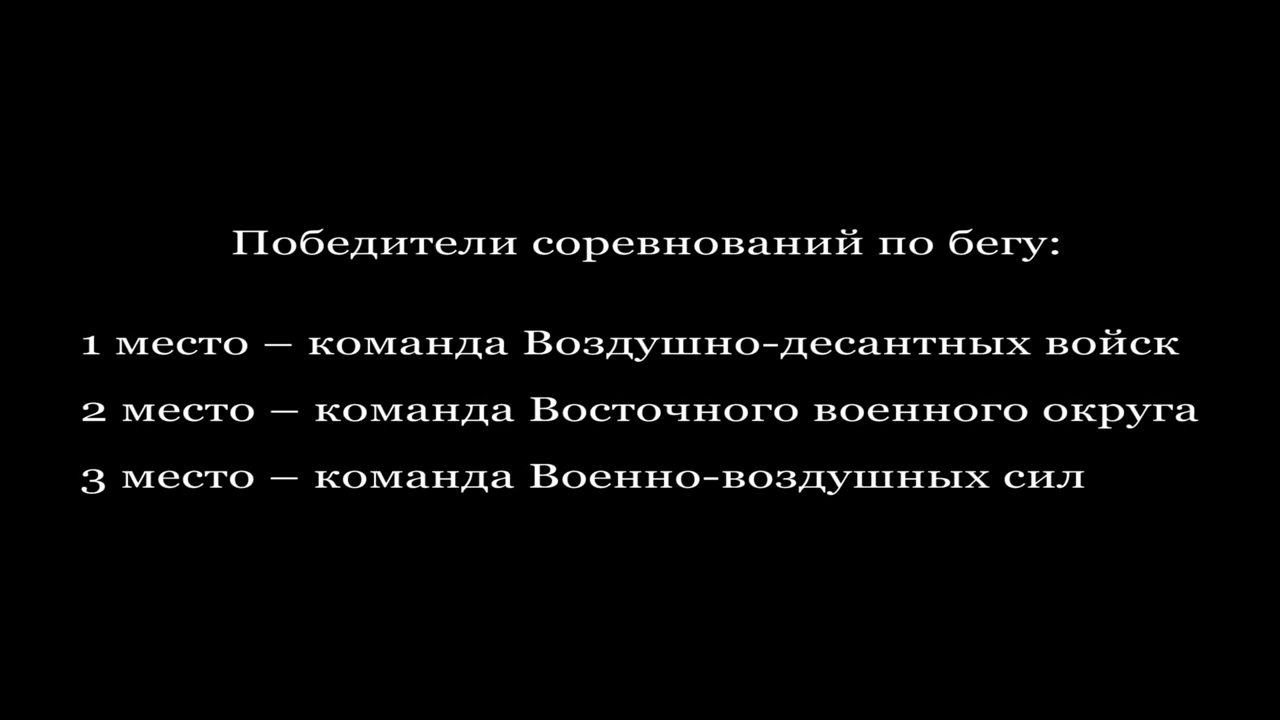 Победители соревнований по бегу:
1 место – команда Воздушно-десантных войск
2 место – команда Восточного военного округа
3 место – команда Военно-воздушных сил